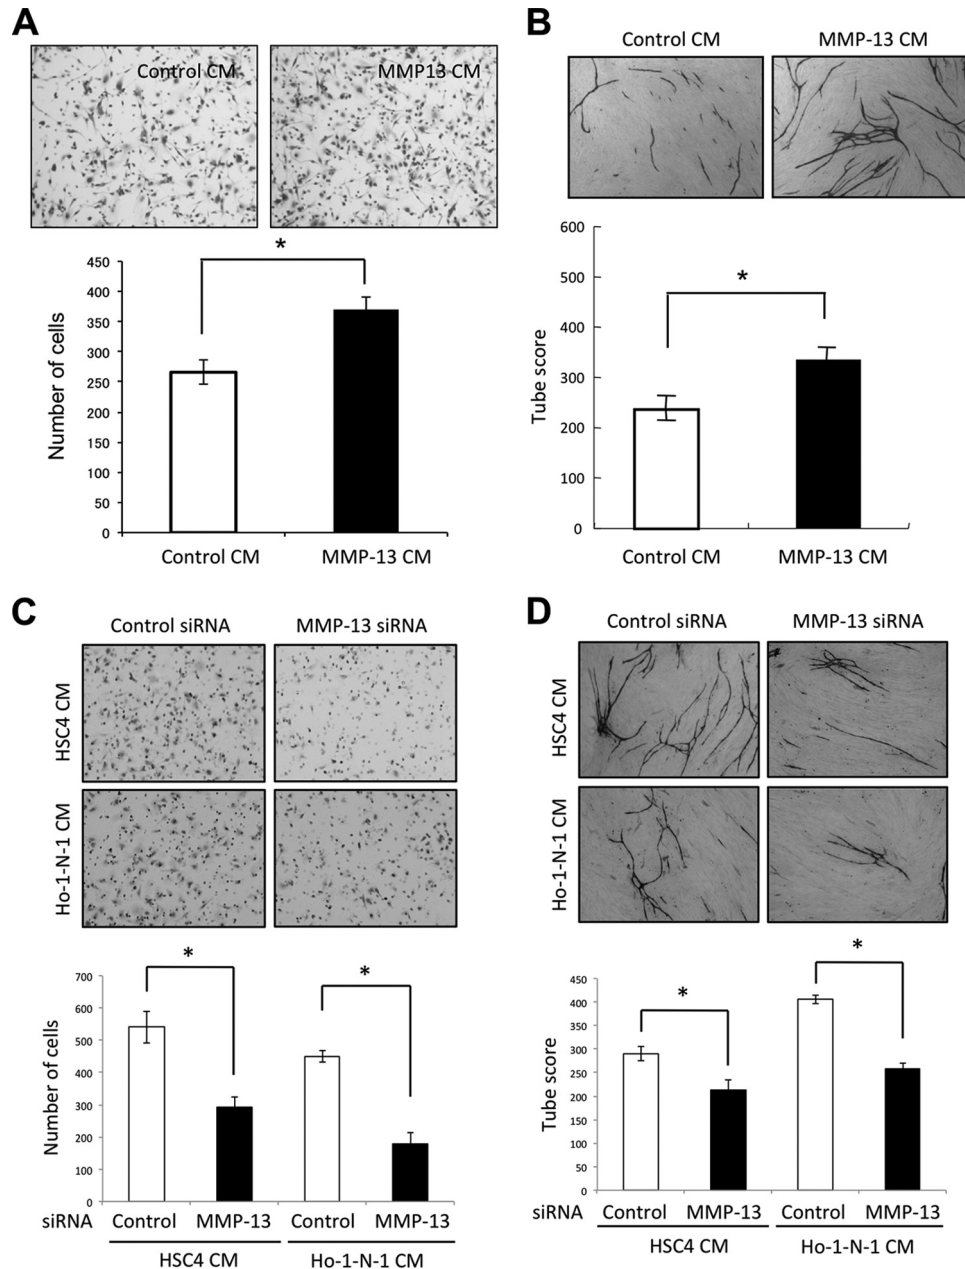 A
Control CM
MMP13 CM
*
450
400
350
300
250
200
150
100
50
0
Number of cells
Control CM
MMP-13 CM
B
Control CM
MMP-13 CM
*
600
500
400
300
200
100
0
Tube score
Control CM
MMP-13 CM
C
Control siRNA
MMP-13 siRNA
HSC4 CM
Ho-1-N-1 CM
*
*
700
600
500
400
300
200
100
0
Number of cells
siRNA Control MMP-13 Control MMP-13
HSC4 CM
Ho-1-N-1 CM
D
Control siRNA
MMP-13 siRNA
HSC4 CM
Ho-1-N-1 CM
*
*
450
400
350
300
250
200
150
100
50
0
Tube score
siRNA Control MMP-13 Control MMP-13
HSC4 CM
Ho-1-N-1 CM